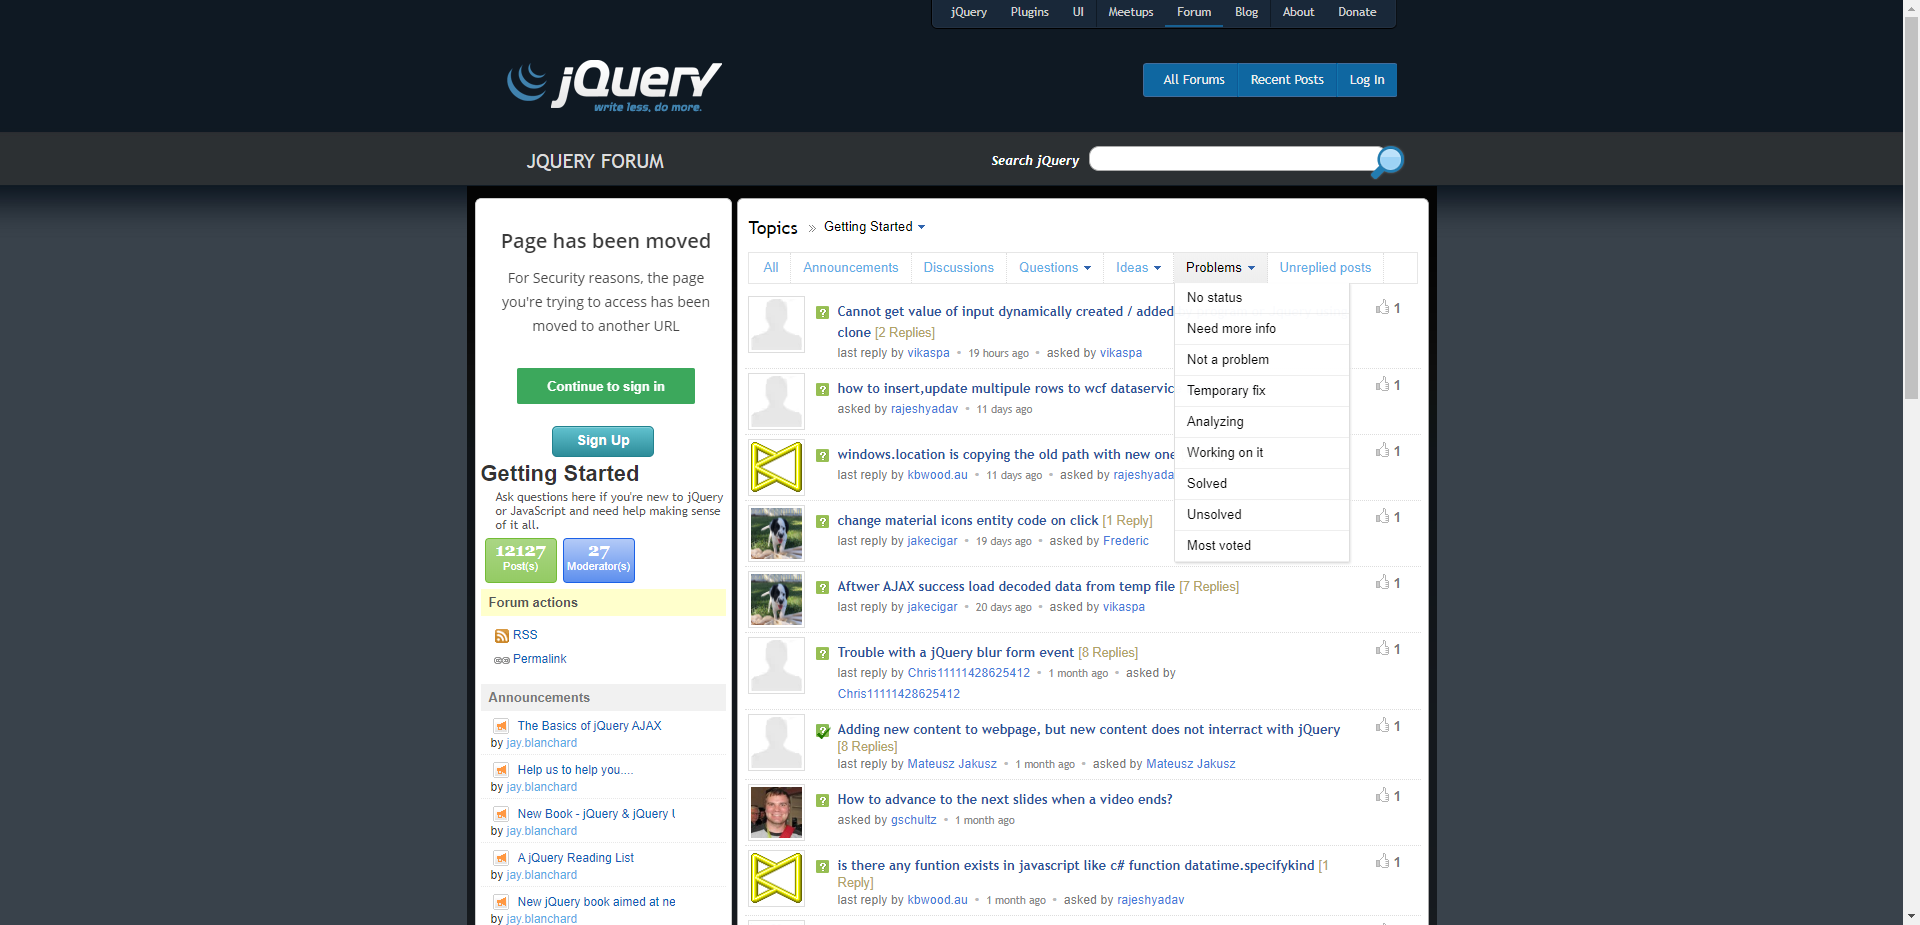 jQuery Plugins UI Meetups Forum Blog About Donate
jQuery
write less, do more.
All Forums Recent Posts Log In
JQUERY FORUM
Search jQuery
Page has been moved
For Security reasons, the page
you're trying to access has been
moved to another URL
Continue to sign in
Sign Up
Getting Started
Ask questions here if you're new to jQuery
or JavaScript and need help making sense
of it all.
12127
Post(s)
27
Moderator(s)
Forum actions
RSS
Permalink
Announcements
The Basics of jQuery AJAX
by jay.blanchard
Help us to help you....
by jay.blanchard
New Book - jQuery & jQuery U
by jay.blanchard
A jQuery Reading List
by jay.blanchard
New jQuery book aimed at ne
by jay.blanchard
Topics » Getting Started
All Announcements Discussions Questions Ideas Problems Unreplied posts
No status
Need more info
Not a problem
Temporary fix
Analyzing
Working on it
Solved
Unsolved
Most voted
Cannot get value of input dynamically created / added
clone [2 Replies]
last reply by vikaspa • 19 hours ago • asked by vikaspa
1
how to insert,update multipule rows to wcf dataservic
asked by rajeshyadav • 11 days ago
1
windows.location is copying the old path with new one
last reply by kbwood.au • 11 days ago • asked by rajeshyada
1
change material icons entity code on click [1 Reply]
last reply by jakecigar • 19 days ago • asked by Frederic
1
Aftwer AJAX success load decoded data from temp file [7 Replies]
last reply by jakecigar • 20 days ago • asked by vikaspa
1
Trouble with a jQuery blur form event [8 Replies]
last reply by Chris11111428625412 • 1 month ago • asked by
Chris11111428625412
1
Adding new content to webpage, but new content does not interract with jQuery
[8 Replies]
last reply by Mateusz Jakusz • 1 month ago • asked by Mateusz Jakusz
1
How to advance to the next slides when a video ends?
asked by gschultz • 1 month ago
1
is there any funtion exists in javascript like c# function datatime.specifykind [1
Reply]
last reply by kbwood.au • 1 month ago • asked by rajeshyadav
1